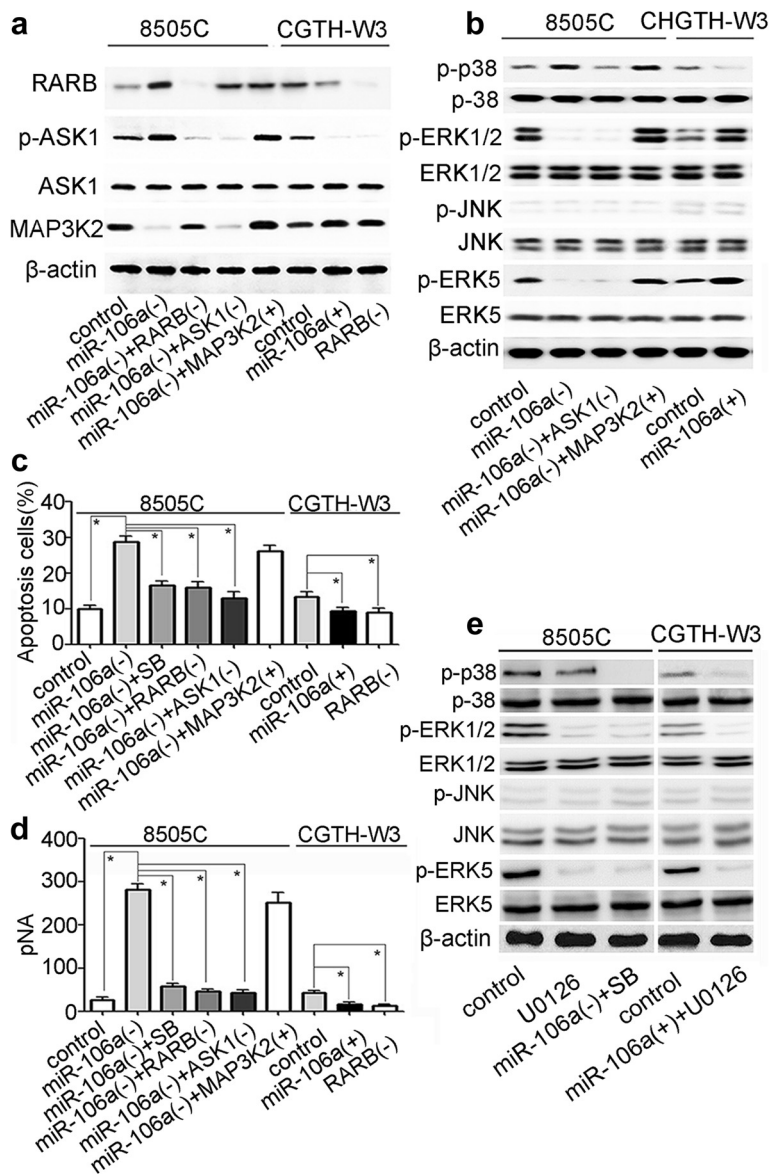 a
8505C CGTH-W3
RARB
p-ASK1
ASK1
MAP3K2
β-actin
control
miR-106a(-)
miR-106a(-)+RARB(-)
miR-106a(-)+ASK1(-)
miR-106a(-)+MAP3K2(+)
control
miR-106a(+)
RARB(-)
b
8505C CHGTH-W3
p-p38
p-38
p-ERK1/2
ERK1/2
p-JNK
JNK
p-ERK5
ERK5
β-actin
control
miR-106a(-)
miR-106a(-)+ASK1(-)
miR-106a(-)+MAP3K2(+)
control
miR-106a(+)
c
8505C CGTH-W3
Apoptosis cells(%)
40
30
20
10
0
* * * * * *
control
miR-106a(-)
miR-106a(-)+SB
miR-106a(-)+RARB(-)
miR-106a(-)+ASK1(-)
miR-106a(-)+MAP3K2(+)
control
miR-106a(+)
RARB(-)
d
8505C CGTH-W3
pNA
400
300
200
100
0
* * * * * *
control
miR-106a(-)
miR-106a(-)+SB
miR-106a(-)+RARB(-)
miR-106a(-)+ASK1(-)
miR-106a(-)+MAP3K2(+)
control
miR-106a(+)
RARB(-)
e
8505C CGTH-W3
p-p38
p-38
p-ERK1/2
ERK1/2
p-JNK
JNK
p-ERK5
ERK5
β-actin
control
U0126
miR-106a(-)+SB
control
miR-106a(+)+U0126